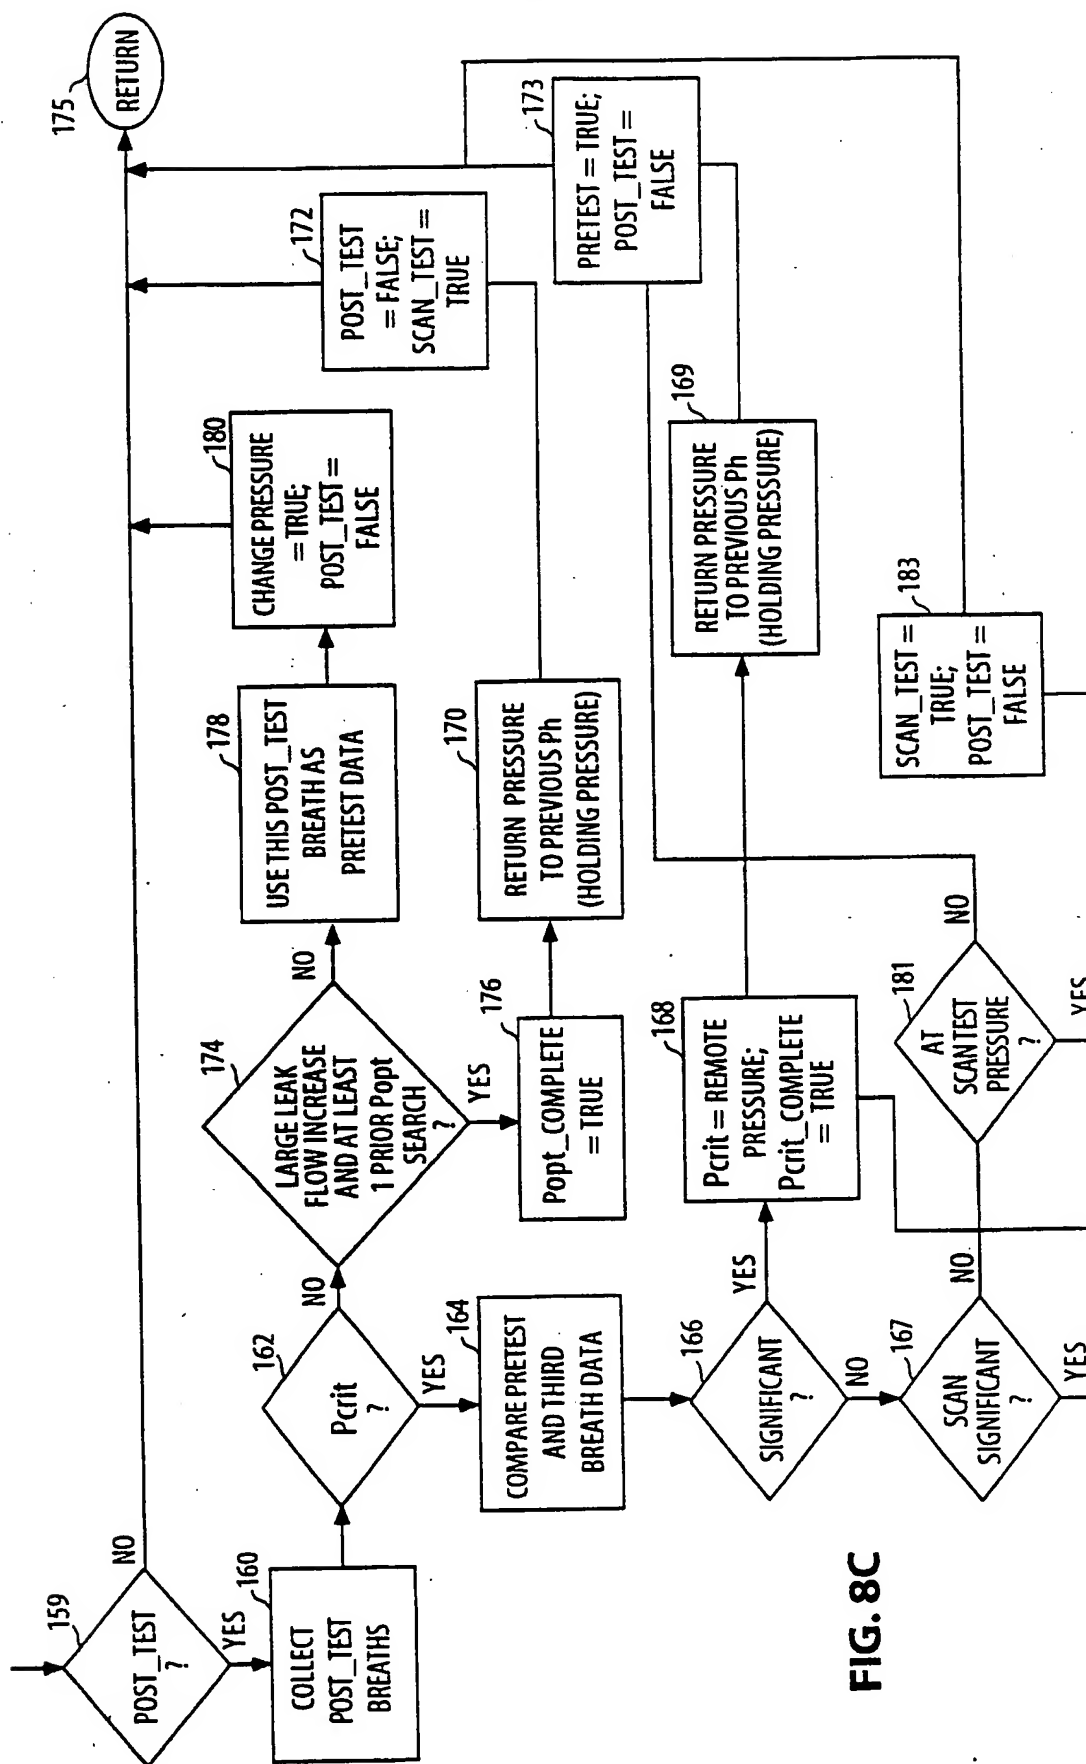 159
POST_TEST
?
NO
YES
175
RETURN
160
COLLECT
POST_TEST
BREATHS
162
Pcrit
?
NO
YES
174
LARGE LEAK
FLOW INCREASE
AND AT LEAST
1 PRIOR Popt
SEARCH
?
NO
YES
178
USE THIS POST_TEST
BREATH AS
PRETEST DATA
180
CHANGE PRESSURE
= TRUE;
POST_TEST =
FALSE
176
Popt_COMPLETE
= TRUE
170
RETURN PRESSURE
TO PREVIOUS Ph
(HOLDING PRESSURE)
172
POST_TEST
= FALSE;
SCAN_TEST =
TRUE
164
COMPARE PRETEST
AND THIRD
BREATH DATA
166
SIGNIFICANT
?
YES
NO
168
Pcrit = REMOTE
PRESSURE;
Pcrit_COMPLETE
= TRUE
169
RETURN PRESSURE
TO PREVIOUS Ph
(HOLDING PRESSURE)
173
PRETEST = TRUE;
POST_TEST =
FALSE
167
SCAN
SIGNIFICANT
?
NO
YES
181
AT
SCAN TEST
PRESSURE
?
NO
YES
183
SCAN_TEST =
TRUE;
POST_TEST =
FALSE
FIG. 8C